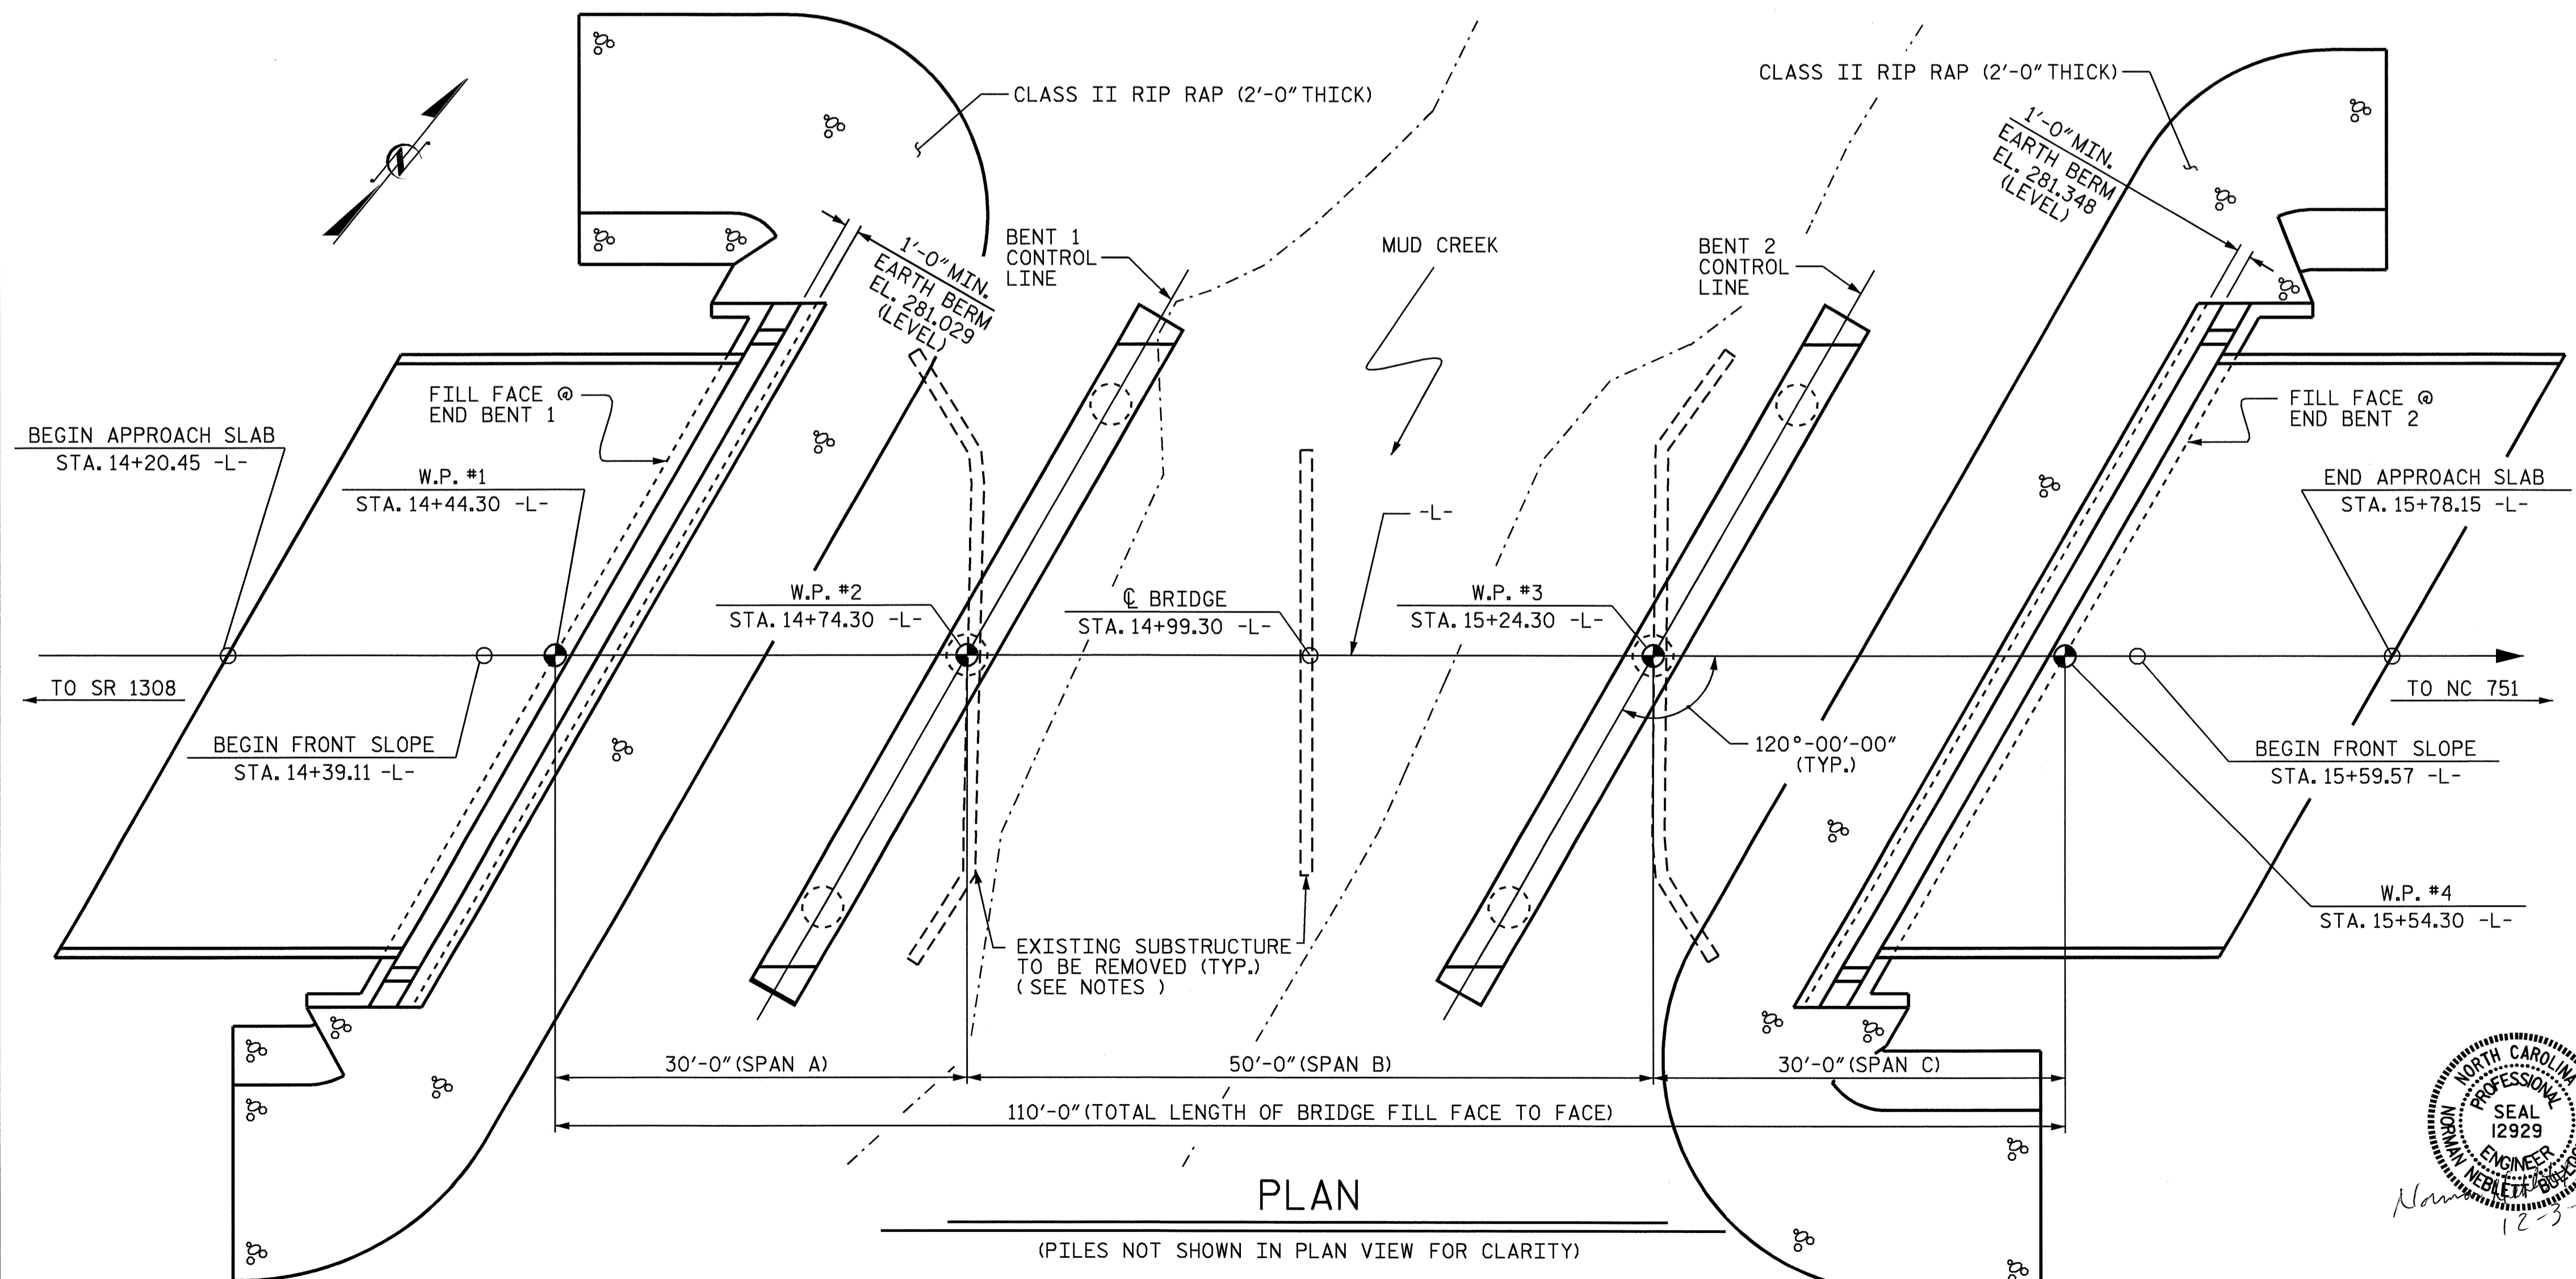 CLASS II RIP RAP (2'-0" THICK)
CLASS II RIP RAP (2'-0" THICK)
1'-0" MIN.
EARTH BERM
EL. 281.348
(LEVEL)
N
1'-0" MIN.
EARTH BERM
EL. 281.029
(LEVEL)
BENT 1
CONTROL
LINE
MUD CREEK
BENT 2
CONTROL
LINE
FILL FACE @
END BENT 1
FILL FACE @
END BENT 2
BEGIN APPROACH SLAB
STA. 14+20.45 -L-
W.P. #1
STA. 14+44.30 -L-
END APPROACH SLAB
STA. 15+78.15 -L-
-L-
W.P. #2
STA. 14+74.30 -L-
℄ BRIDGE
STA. 14+99.30 -L-
W.P. #3
STA. 15+24.30 -L-
TO SR 1308
TO NC 751
BEGIN FRONT SLOPE
STA. 14+39.11 -L-
120°-00'-00"
(TYP.)
BEGIN FRONT SLOPE
STA. 15+59.57 -L-
W.P. #4
STA. 15+54.30 -L-
EXISTING SUBSTRUCTURE
TO BE REMOVED (TYP.)
( SEE NOTES )
30'-0" (SPAN A)
50'-0" (SPAN B)
30'-0" (SPAN C)
110'-0" (TOTAL LENGTH OF BRIDGE FILL FACE TO FACE)
NORTH CAROLINA
PROFESSIONAL
SEAL
12929
ENGINEER
NORMAN NEBLETT
12-3-
PLAN
(PILES NOT SHOWN IN PLAN VIEW FOR CLARITY)